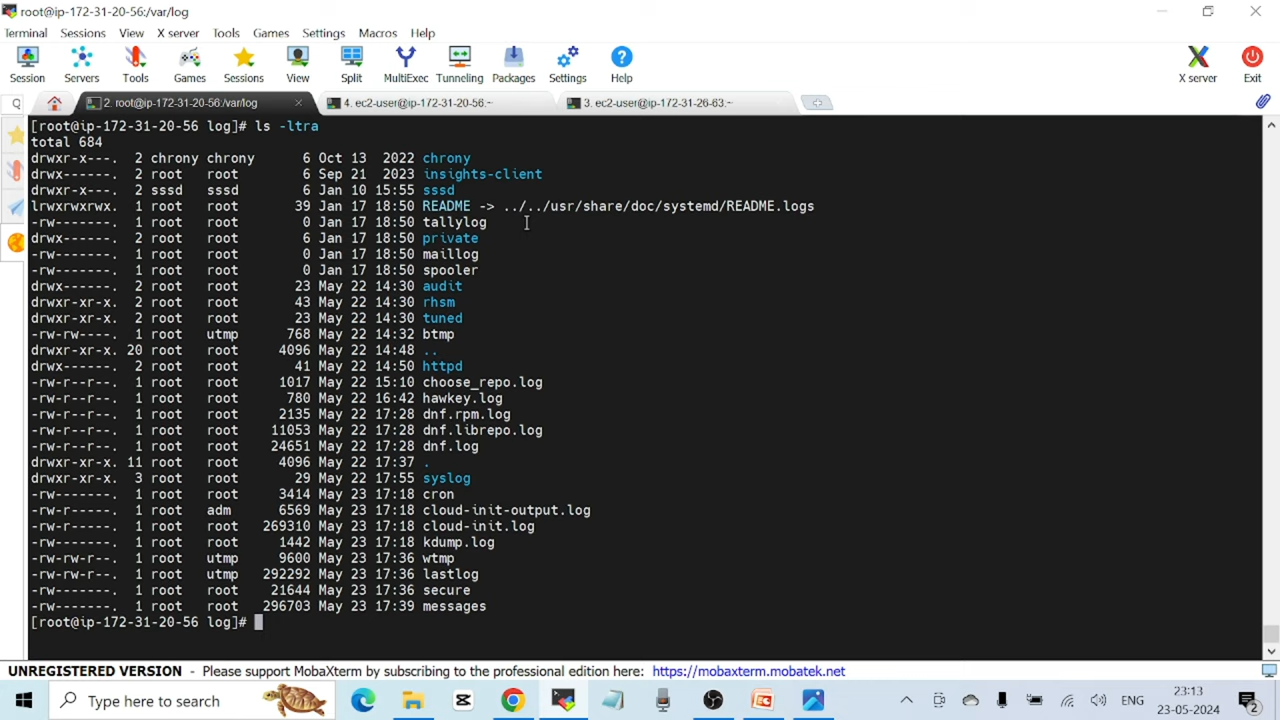 root@ip-172-31-20-56:/var/log
Terminal Sessions View X server Tools Games Settings Macros Help
Session Servers Tools Games Sessions View Split MultiExec Tunneling Packages Settings Help X server Exit
2. root@ip-172-31-20-56:/var/log 4. ec2-user@ip-172-31-20-56:~ 3. ec2-user@ip-172-31-26-63:~
[root@ip-172-31-20-56 log]# ls -ltra
total 684
drwxr-x---. 2 chrony chrony 6 Oct 13 2022 chrony
drwx------. 2 root root 6 Sep 21 2023 insights-client
drwxr-x---. 2 sssd sssd 6 Jan 10 15:55 sssd
lrwxrwxrwx. 1 root root 39 Jan 17 18:50 README -> ../../usr/share/doc/systemd/README.logs
-rw-------. 1 root root 0 Jan 17 18:50 tallylog
drwx------. 2 root root 6 Jan 17 18:50 private
-rw-------. 1 root root 0 Jan 17 18:50 maillog
-rw-------. 1 root root 0 Jan 17 18:50 spooler
drwx------. 2 root root 23 May 22 14:30 audit
drwxr-xr-x. 2 root root 43 May 22 14:30 rhsm
drwxr-xr-x. 2 root root 23 May 22 14:30 tuned
-rw-rw----. 1 root utmp 768 May 22 14:32 btmp
drwxr-xr-x. 20 root root 4096 May 22 14:48 ..
drwx------. 2 root root 41 May 22 14:50 httpd
-rw-r--r--. 1 root root 1017 May 22 15:10 choose_repo.log
-rw-r--r--. 1 root root 780 May 22 16:42 hawkey.log
-rw-r--r--. 1 root root 2135 May 22 17:28 dnf.rpm.log
-rw-r--r--. 1 root root 11053 May 22 17:28 dnf.librepo.log
-rw-r--r--. 1 root root 24651 May 22 17:28 dnf.log
drwxr-xr-x. 11 root root 4096 May 22 17:37 .
drwxr-xr-x. 3 root root 29 May 22 17:55 syslog
-rw-------. 1 root root 3414 May 23 17:18 cron
-rw-r-----. 1 root adm 6569 May 23 17:18 cloud-init-output.log
-rw-r-----. 1 root root 269310 May 23 17:18 cloud-init.log
-rw-------. 1 root root 1442 May 23 17:18 kdump.log
-rw-rw-r--. 1 root utmp 9600 May 23 17:36 wtmp
-rw-rw-r--. 1 root utmp 292292 May 23 17:36 lastlog
-rw-------. 1 root root 21644 May 23 17:36 secure
-rw-------. 1 root root 296703 May 23 17:39 messages
[root@ip-172-31-20-56 log]#
UNREGISTERED VERSION - Please support MobaXterm by subscribing to the professional edition here: https://mobaxterm.mobatek.net
Type here to search ENG 23:13
23-05-2024 2